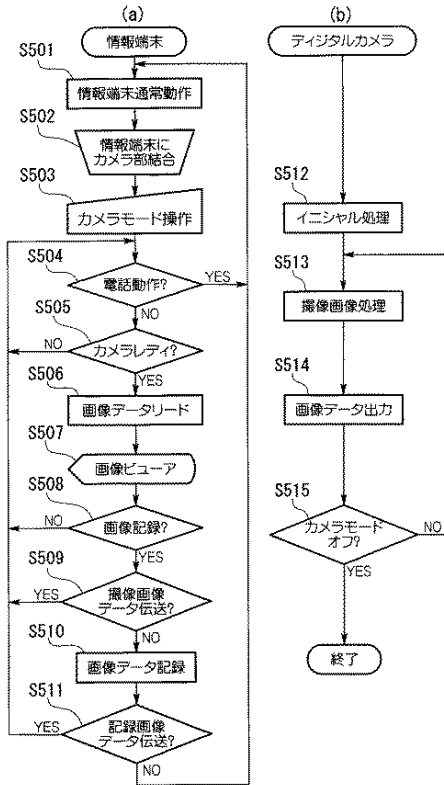 (a)
情報端末
S501
情報端末通常動作
S502
情報端末に
カメラ部結合
S503
カメラモード操作
S504
電話動作?
YES
NO
S505
カメラレディ?
NO
YES
S506
画像データリード
S507
画像ビューア
S508
画像記録?
NO
YES
S509
撮像画像
データ伝送?
YES
NO
S510
画像データ記録
S511
記録画像
データ伝送?
YES
NO
(b)
ディジタルカメラ
S512
イニシャル処理
S513
撮像画像処理
S514
画像データ出力
S515
カメラモード
オフ?
NO
YES
終了